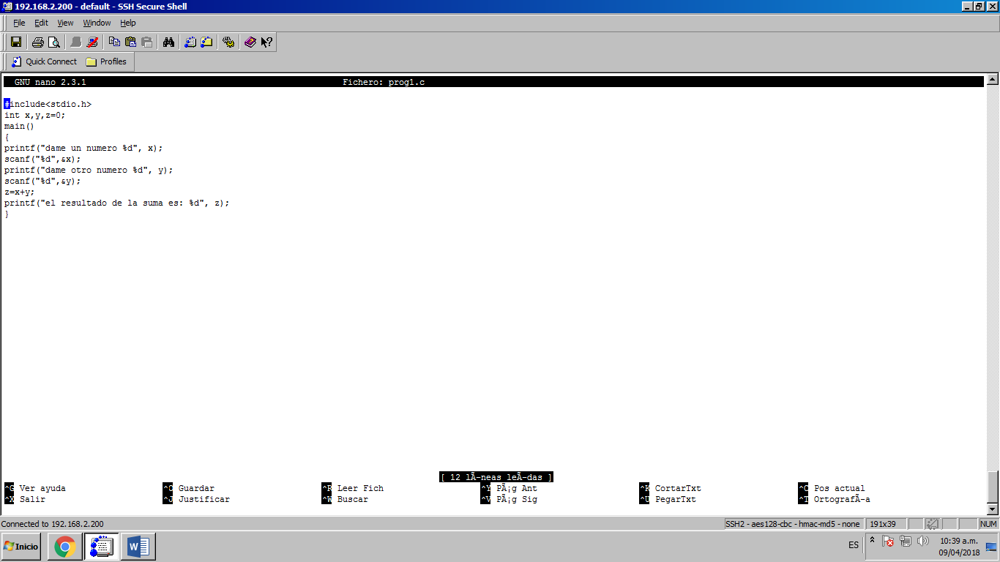 192.168.2.200 - default - SSH Secure Shell
File Edit View Window Help
Quick Connect Profiles
GNU nano 2.3.1 Fichero: prog1.c
#include<stdio.h>
int x,y,z=0;
main()
{
printf("dame un numero %d", x);
scanf("%d",&x);
printf("dame otro numero %d", y);
scanf("%d",&y);
z=x+y;
printf("el resultado de la suma es: %d", z);
}
[ 12 lÃ-neas leÃ-das ]
^G Ver ayuda ^O Guardar ^R Leer Fich ^Y PÃ¡g Ant ^K CortarTxt ^C Pos actual
^X Salir ^J Justificar ^W Buscar ^V PÃ¡g Sig ^U PegarTxt ^T OrtografÃ-a
Connected to 192.168.2.200 SSH2 - aes128-cbc - hmac-md5 - none 191x39 NUM
Inicio ES 10:39 a.m.
09/04/2018